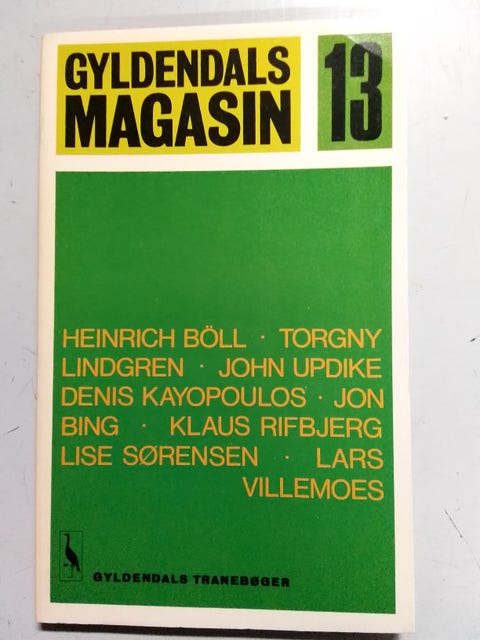 GYLDENDALS
MAGASIN
13
HEINRICH BÖLL · TORGNY
LINDGREN · JOHN UPDIKE
DENIS KAYOPOULOS · JON
BING · KLAUS RIFBJERG
LISE SØRENSEN · LARS
VILLEMOES
GYLDENDALS TRANEBØGER